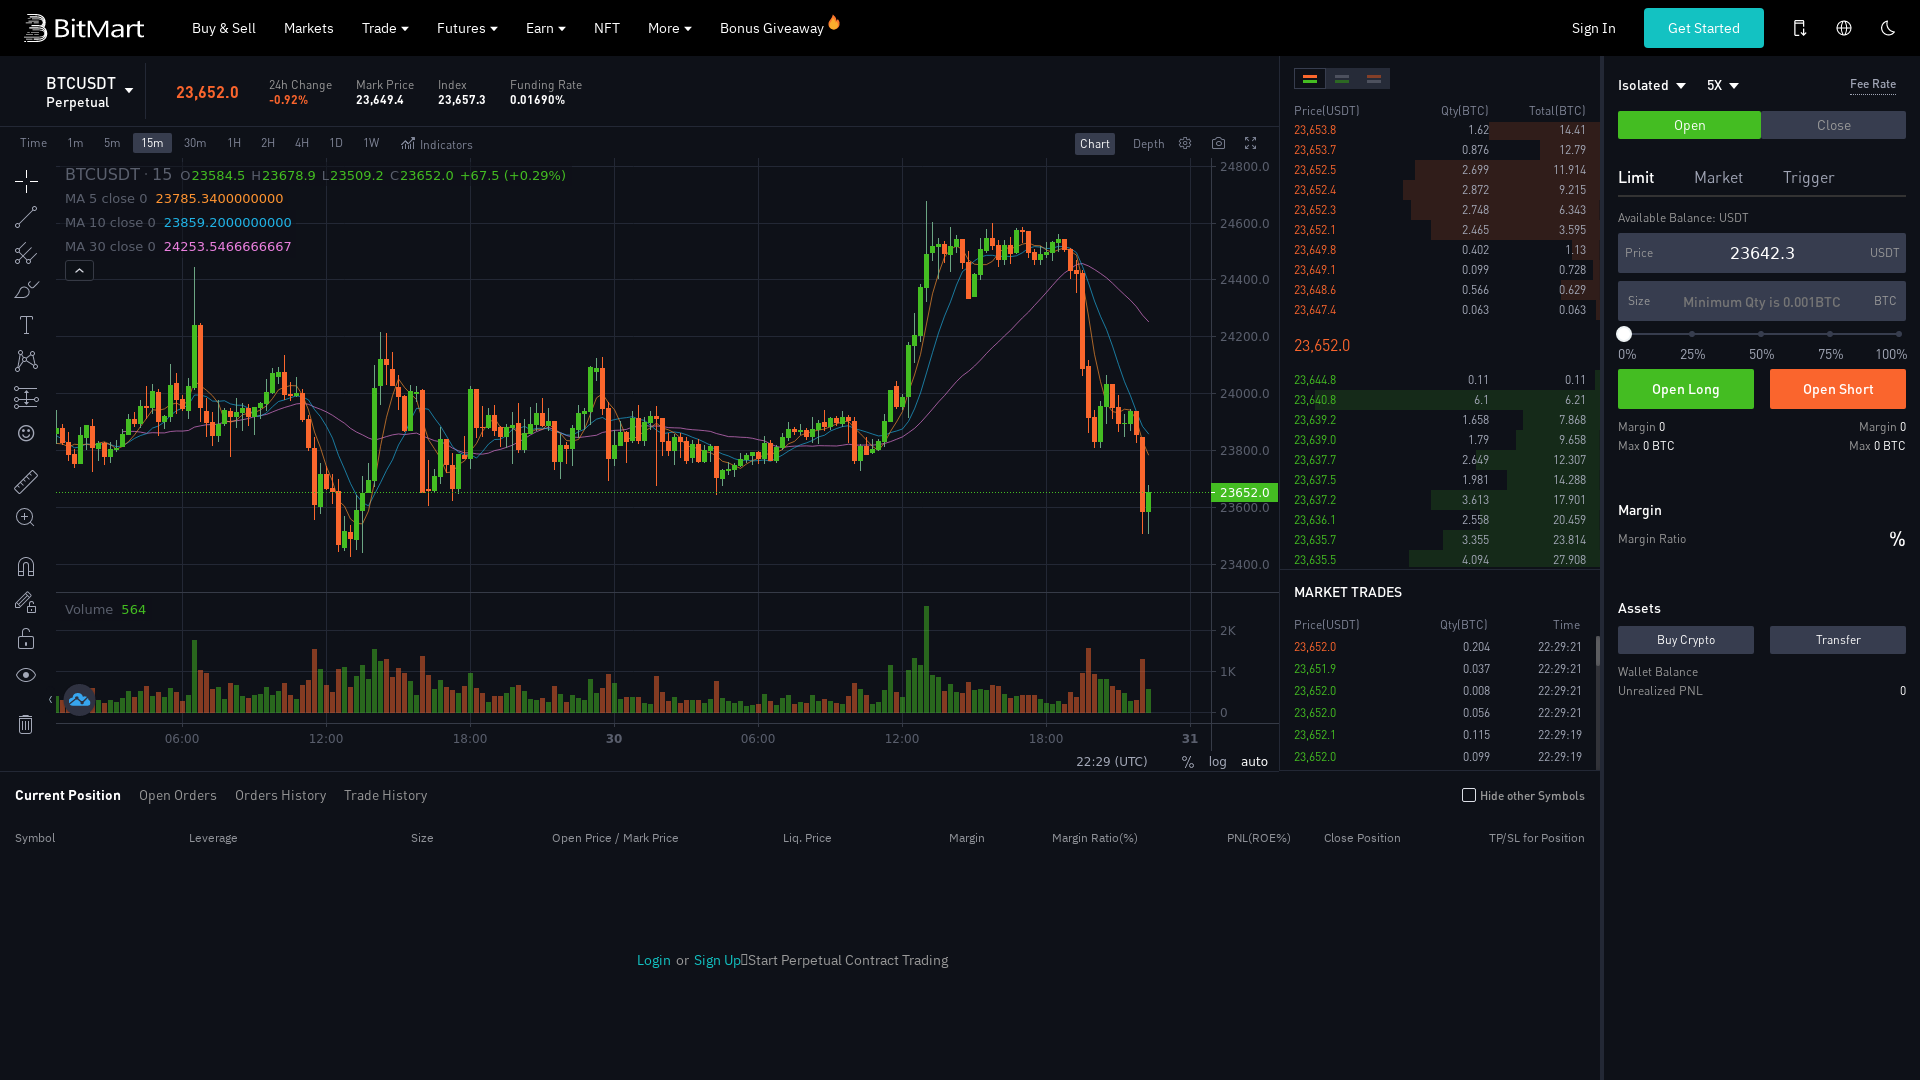 BitMart
Buy & Sell Markets Trade Futures Earn NFT More Bonus Giveaway Sign In Get Started
BTCUSDT
Perpetual
23,652.0
24h Change Mark Price Index Funding Rate
-0.92% 23,649.4 23,657.3 0.01690%
Time 1m 5m 15m 30m 1H 2H 4H 1D 1W Indicators Chart Depth
BTCUSDT · 15 O23584.5 H23678.9 L23509.2 C23652.0 +67.5 (+0.29%)
MA 5 close 0 23785.3400000000
MA 10 close 0 23859.2000000000
MA 30 close 0 24253.5466666667
24800.0
24600.0
24400.0
24200.0
24000.0
23800.0
23652.0
23600.0
23400.0
Volume 564
2K
1K
0
06:00 12:00 18:00 30 06:00 12:00 18:00 31
22:29 (UTC) % log auto
Price(USDT) Qty(BTC) Total(BTC)
23,653.8 1.62 14.41
23,653.7 0.876 12.79
23,652.5 2.699 11.914
23,652.4 2.872 9.215
23,652.3 2.748 6.343
23,652.1 2.465 3.595
23,649.8 0.402 1.13
23,649.1 0.099 0.728
23,648.6 0.566 0.629
23,647.4 0.063 0.063
23,652.0
23,644.8 0.11 0.11
23,640.8 6.1 6.21
23,639.2 1.658 7.868
23,639.0 1.79 9.658
23,637.7 2.649 12.307
23,637.5 1.981 14.288
23,637.2 3.613 17.901
23,636.1 2.558 20.459
23,635.7 3.355 23.814
23,635.5 4.094 27.908
MARKET TRADES
Price(USDT) Qty(BTC) Time
23,652.0 0.204 22:29:21
23,651.9 0.037 22:29:21
23,652.0 0.008 22:29:21
23,652.0 0.056 22:29:21
23,652.1 0.115 22:29:19
23,652.0 0.099 22:29:19
Isolated 5X Fee Rate
Open Close
Limit Market Trigger
Available Balance: USDT
Price 23642.3 USDT
Size Minimum Qty is 0.001BTC BTC
0% 25% 50% 75% 100%
Open Long Open Short
Margin 0 Margin 0
Max 0 BTC Max 0 BTC
Margin
Margin Ratio %
Assets
Buy Crypto Transfer
Wallet Balance
Unrealized PNL 0
Current Position Open Orders Orders History Trade History Hide other Symbols
Symbol Leverage Size Open Price / Mark Price Liq. Price Margin Margin Ratio(%) PNL(ROE%) Close Position TP/SL for Position
Login or Sign Up Start Perpetual Contract Trading